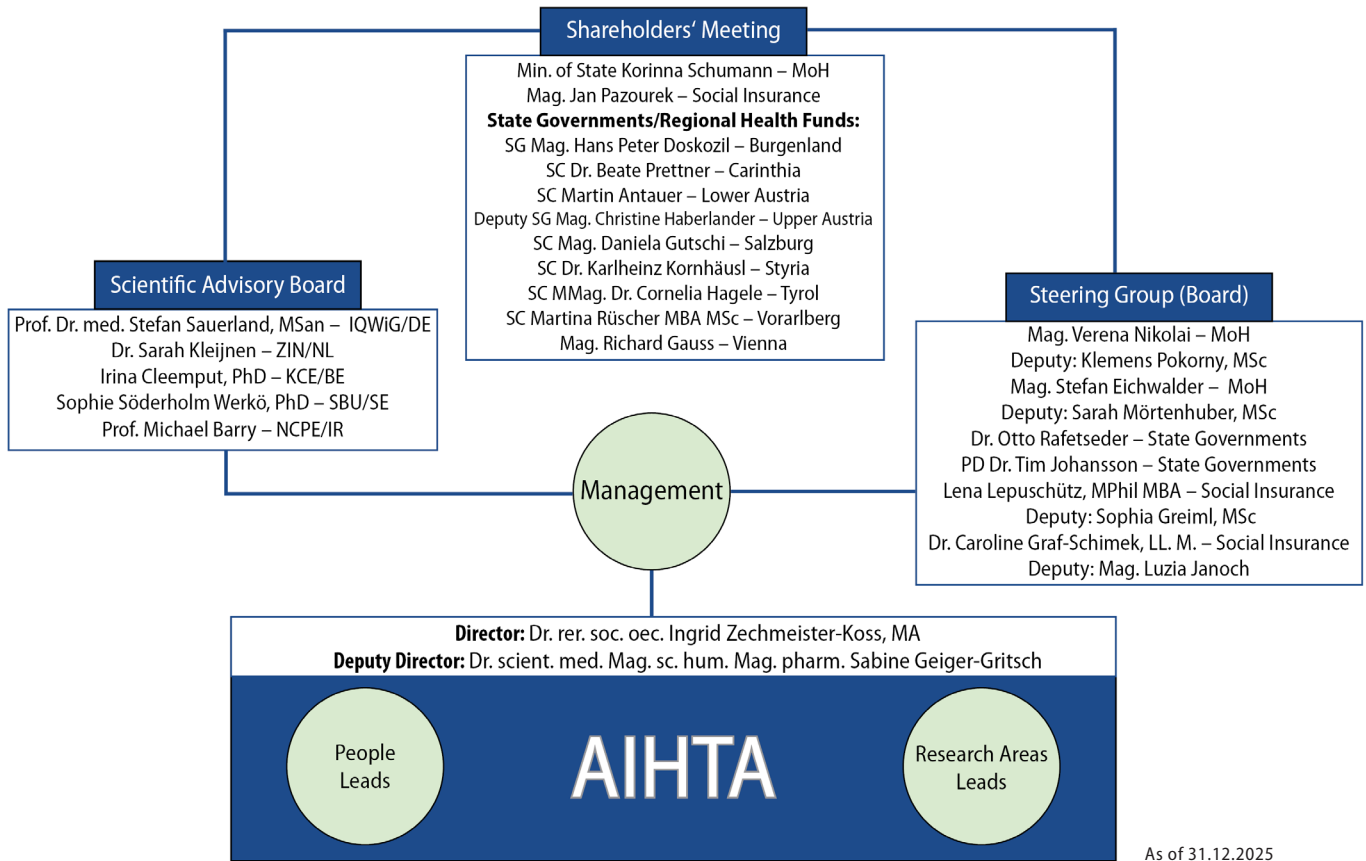 Shareholders‘ Meeting
Min. of State Korinna Schumann – MoH
Mag. Jan Pazourek – Social Insurance
State Governments/Regional Health Funds:
SG Mag. Hans Peter Doskozil – Burgenland
SC Dr. Beate Prettner – Carinthia
SC Martin Antauer – Lower Austria
Deputy SG Mag. Christine Haberlander – Upper Austria
SC Mag. Daniela Gutschi – Salzburg
SC Dr. Karlheinz Kornhäusl – Styria
SC MMag. Dr. Cornelia Hagele – Tyrol
SC Martina Rüscher MBA MSc – Vorarlberg
Mag. Richard Gauss – Vienna
Scientific Advisory Board
Prof. Dr. med. Stefan Sauerland, MSan – IQWiG/DE
Dr. Sarah Kleijnen – ZIN/NL
Irina Cleemput, PhD – KCE/BE
Sophie Söderholm Werkö, PhD – SBU/SE
Prof. Michael Barry – NCPE/IR
Steering Group (Board)
Mag. Verena Nikolai – MoH
Deputy: Klemens Pokorny, MSc
Mag. Stefan Eichwalder – MoH
Deputy: Sarah Mörtenhuber, MSc
Dr. Otto Rafetseder – State Governments
PD Dr. Tim Johansson – State Governments
Lena Lepuschütz, MPhil MBA – Social Insurance
Deputy: Sophia Greiml, MSc
Dr. Caroline Graf-Schimek, LL. M. – Social Insurance
Deputy: Mag. Luzia Janoch
Management
Director: Dr. rer. soc. oec. Ingrid Zechmeister-Koss, MA
Deputy Director: Dr. scient. med. Mag. sc. hum. Mag. pharm. Sabine Geiger-Gritsch
People
Leads
AIHTA
Research Areas
Leads
As of 31.12.2025